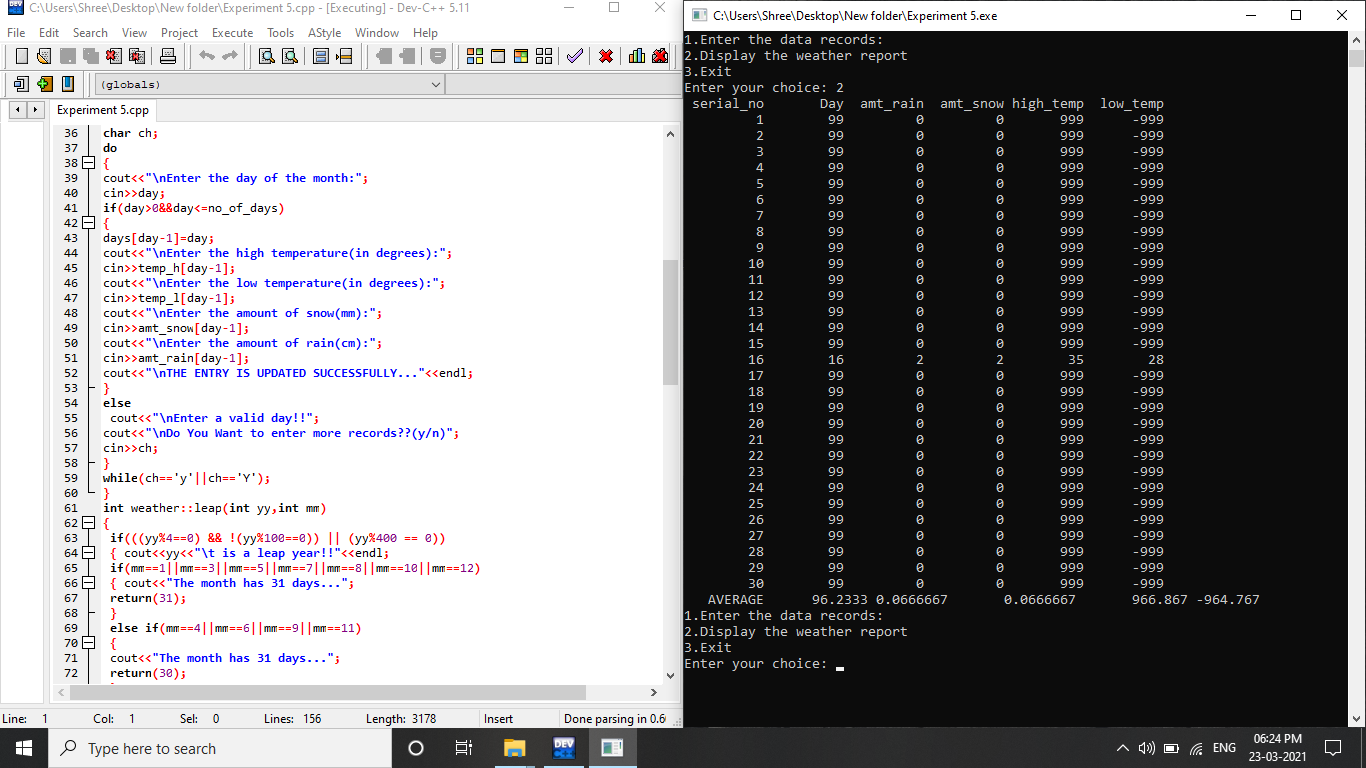 C:\Users\Shree\Desktop\New folder\Experiment 5.cpp - [Executing] - Dev-C++ 5.11
File Edit Search View Project Execute Tools AStyle Window Help
(globals)
Experiment 5.cpp
36 char ch;
37 do
38 {
39 cout<<"\nEnter the day of the month:";
40 cin>>day;
41 if(day>0&&day<=no_of_days)
42 {
43 days[day-1]=day;
44 cout<<"\nEnter the high temperature(in degrees):";
45 cin>>temp_h[day-1];
46 cout<<"\nEnter the low temperature(in degrees):";
47 cin>>temp_l[day-1];
48 cout<<"\nEnter the amount of snow(mm):";
49 cin>>amt_snow[day-1];
50 cout<<"\nEnter the amount of rain(cm):";
51 cin>>amt_rain[day-1];
52 cout<<"\nTHE ENTRY IS UPDATED SUCCESSFULLY..."<<endl;
53 }
54 else
55 cout<<"\nEnter a valid day!!";
56 cout<<"\nDo You Want to enter more records??(y/n)";
57 cin>>ch;
58 }
59 while(ch=='y'||ch=='Y');
60 }
61 int weather::leap(int yy,int mm)
62 {
63 if(((yy%4==0) && !(yy%100==0)) || (yy%400 == 0))
64 { cout<<yy<<"\t is a leap year!!"<<endl;
65 if(mm==1||mm==3||mm==5||mm==7||mm==8||mm==10||mm==12)
66 { cout<<"The month has 31 days...";
67 return(31);
68 }
69 else if(mm==4||mm==6||mm==9||mm==11)
70 {
71 cout<<"The month has 31 days...";
72 return(30);
Line: 1 Col: 1 Sel: 0 Lines: 156 Length: 3178 Insert Done parsing in 0.6
C:\Users\Shree\Desktop\New folder\Experiment 5.exe
1.Enter the data records:
2.Display the weather report
3.Exit
Enter your choice: 2
serial_no Day amt_rain amt_snow high_temp low_temp
1 99 0 0 999 -999
2 99 0 0 999 -999
3 99 0 0 999 -999
4 99 0 0 999 -999
5 99 0 0 999 -999
6 99 0 0 999 -999
7 99 0 0 999 -999
8 99 0 0 999 -999
9 99 0 0 999 -999
10 99 0 0 999 -999
11 99 0 0 999 -999
12 99 0 0 999 -999
13 99 0 0 999 -999
14 99 0 0 999 -999
15 99 0 0 999 -999
16 16 2 2 35 28
17 99 0 0 999 -999
18 99 0 0 999 -999
19 99 0 0 999 -999
20 99 0 0 999 -999
21 99 0 0 999 -999
22 99 0 0 999 -999
23 99 0 0 999 -999
24 99 0 0 999 -999
25 99 0 0 999 -999
26 99 0 0 999 -999
27 99 0 0 999 -999
28 99 0 0 999 -999
29 99 0 0 999 -999
30 99 0 0 999 -999
AVERAGE 96.2333 0.0666667 0.0666667 966.867 -964.767
1.Enter the data records:
2.Display the weather report
3.Exit
Enter your choice:
Type here to search
DEV
ENG
06:24 PM
23-03-2021